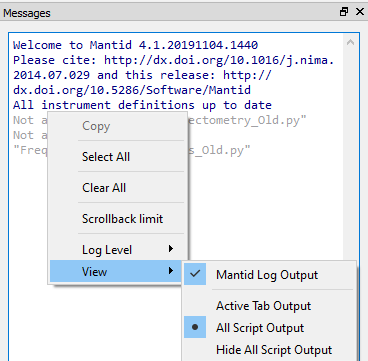 Messages
Welcome to Mantid 4.1.20191104.1440
Please cite: http://dx.doi.org/10.1016/j.nima.
2014.07.029 and this release: http://
dx.doi.org/10.5286/Software/Mantid
All instrument definitions up to date
Not a ectometry_Old.py"
Not a
"Freq s_Old.py"
Copy
Select All
Clear All
Scrollback limit
Log Level
View
Mantid Log Output
Active Tab Output
All Script Output
Hide All Script Output